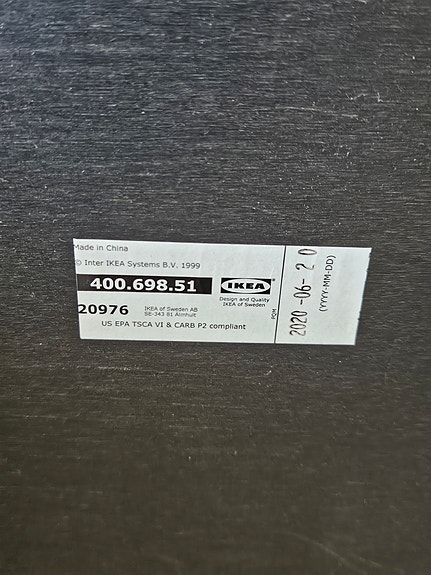 Made in China
© Inter IKEA Systems B.V. 1999
400.698.51
IKEA®
Design and Quality
IKEA of Sweden
20976
IKEA of Sweden AB
SE-343 81 Älmhult
US EPA TSCA VI & CARB P2 compliant
POM
2020-06-20
(YYYY-MM-DD)